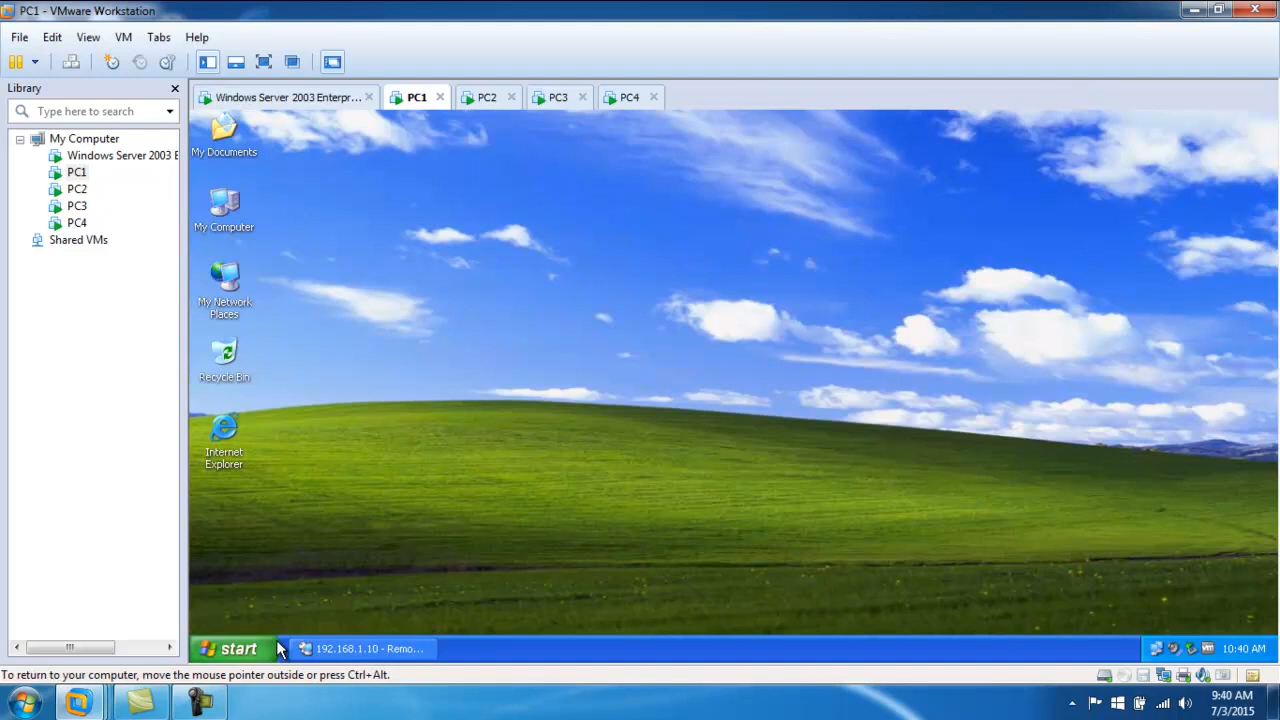 PC1 - VMware Workstation
File Edit View VM Tabs Help
Library
Type here to search
My Computer
Windows Server 2003 E
PC1
PC2
PC3
PC4
Shared VMs
Windows Server 2003 Enterpr...
PC1
PC2
PC3
PC4
My Documents
My Computer
My Network
Places
Recycle Bin
Internet
Explorer
start
192.168.1.10 - Remo...
10:40 AM
To return to your computer, move the mouse pointer outside or press Ctrl+Alt.
9:40 AM
7/3/2015